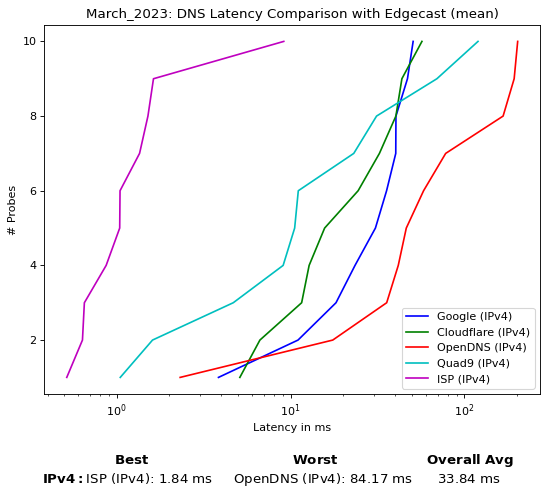 March_2023: DNS Latency Comparison with Edgecast (mean)
10
8
6
4
2
# Probes
Google (IPv4)
Cloudflare (IPv4)
OpenDNS (IPv4)
Quad9 (IPv4)
ISP (IPv4)
10⁰ 10¹ 10²
Latency in ms
Best Worst Overall Avg
IPv4: ISP (IPv4): 1.84 ms OpenDNS (IPv4): 84.17 ms 33.84 ms